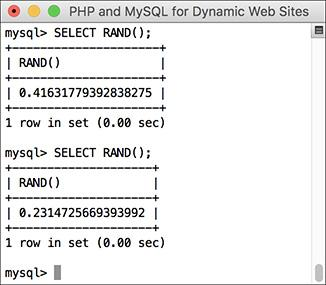 PHP and MySQL for Dynamic Web Sites
mysql> SELECT RAND();
+---------------------+
| RAND()              |
+---------------------+
| 0.41631779392838275 |
+---------------------+
1 row in set (0.00 sec)
mysql> SELECT RAND();
+--------------------+
| RAND()             |
+--------------------+
| 0.2314725669393992 |
+--------------------+
1 row in set (0.00 sec)
mysql>